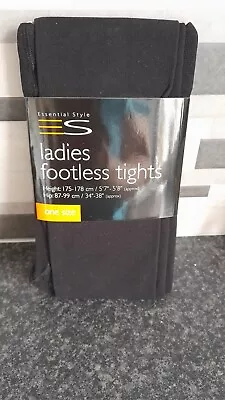 Essential Style
ES
ladies
footless tights
Height: 175-178 cm / 5'7"-5'8" (approx)
Hip: 87-99 cm / 34"-38" (approx)
one size